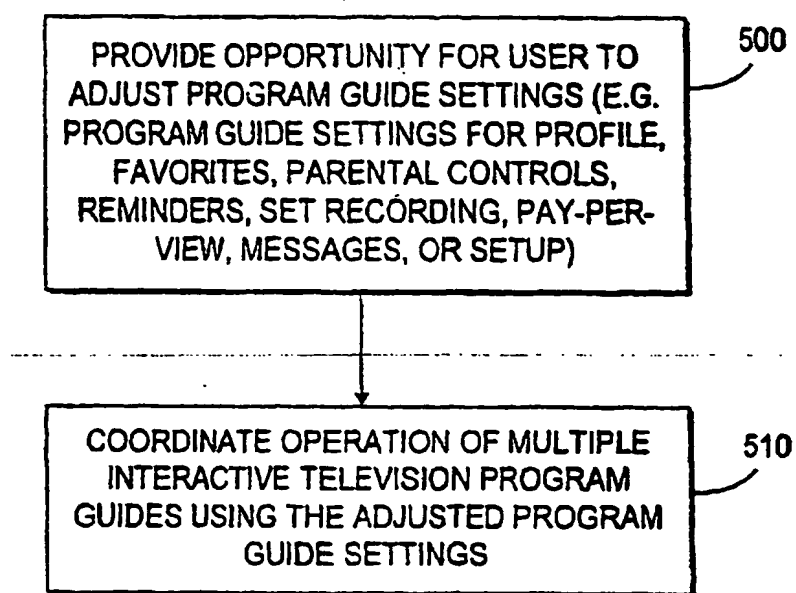 PROVIDE OPPORTUNITY FOR USER TO
ADJUST PROGRAM GUIDE SETTINGS (E.G.
PROGRAM GUIDE SETTINGS FOR PROFILE,
FAVORITES, PARENTAL CONTROLS,
REMINDERS, SET RECORDING, PAY-PER-
VIEW, MESSAGES, OR SETUP)
500
COORDINATE OPERATION OF MULTIPLE
INTERACTIVE TELEVISION PROGRAM
GUIDES USING THE ADJUSTED PROGRAM
GUIDE SETTINGS
510